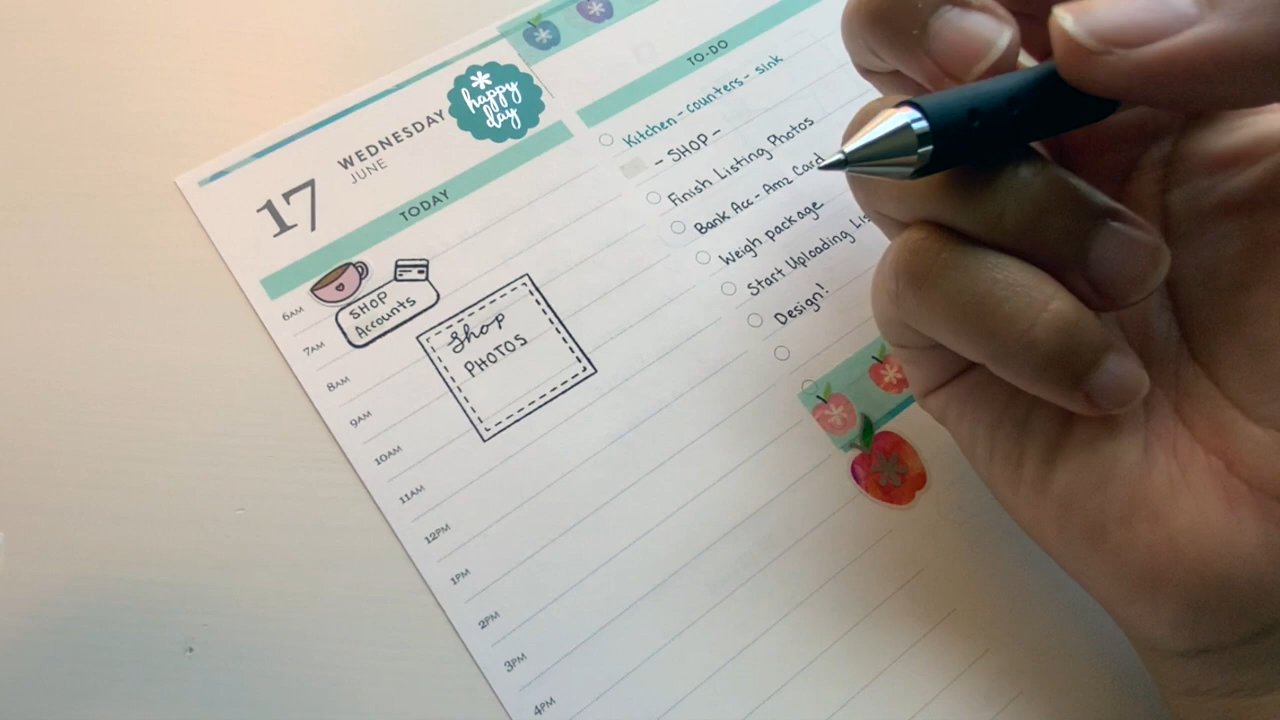 17
WEDNESDAY
JUNE
happy
day
TODAY
6AM
7AM
8AM
9AM
10AM
11AM
12PM
1PM
2PM
3PM
4PM
SHOP
Accounts
Shop
PHOTOS
TO-DO
Kitchen - counters - sink
- SHOP -
Finish Listing Photos
Bank Acc - Amz Card
Weigh package
Start Uploading Lis
Design!